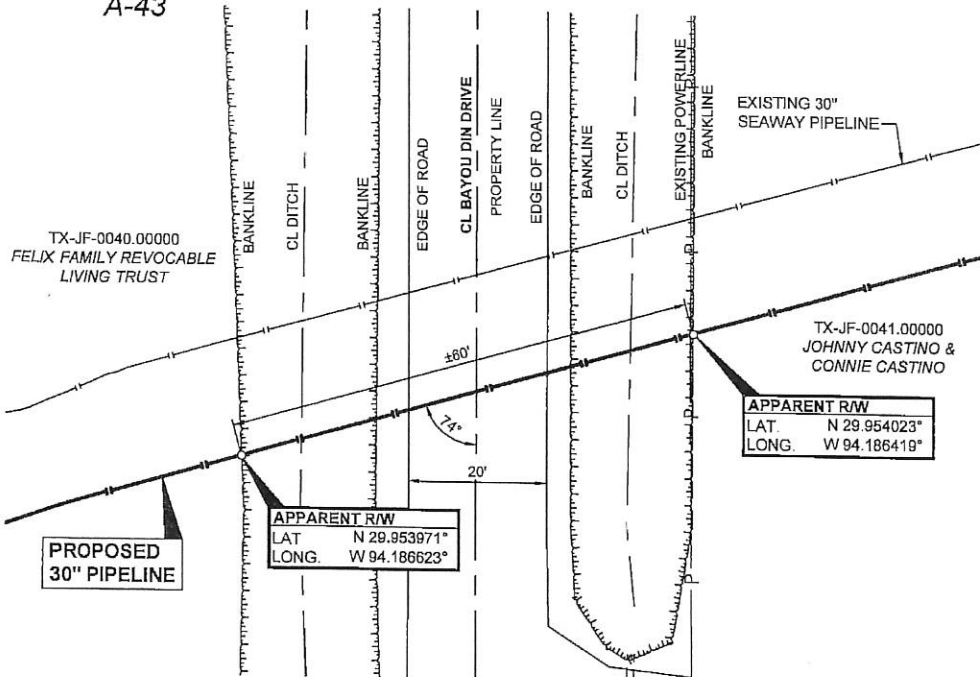 A-43
BANKLINE
CL DITCH
BANKLINE
EDGE OF ROAD
CL BAYOU DIN DRIVE
PROPERTY LINE
EDGE OF ROAD
BANKLINE
CL DITCH
EXISTING POWERLINE
BANKLINE
EXISTING 30"
SEAWAY PIPELINE
TX-JF-0040.00000
FELIX FAMILY REVOCABLE
LIVING TRUST
±60'
74°
20'
TX-JF-0041.00000
JOHNNY CASTINO &
CONNIE CASTINO
APPARENT R/W
LAT. N 29.954023°
LONG. W 94.186419°
APPARENT R/W
LAT N 29.953971°
LONG. W 94.186623°
PROPOSED
30" PIPELINE
P
P
P
P